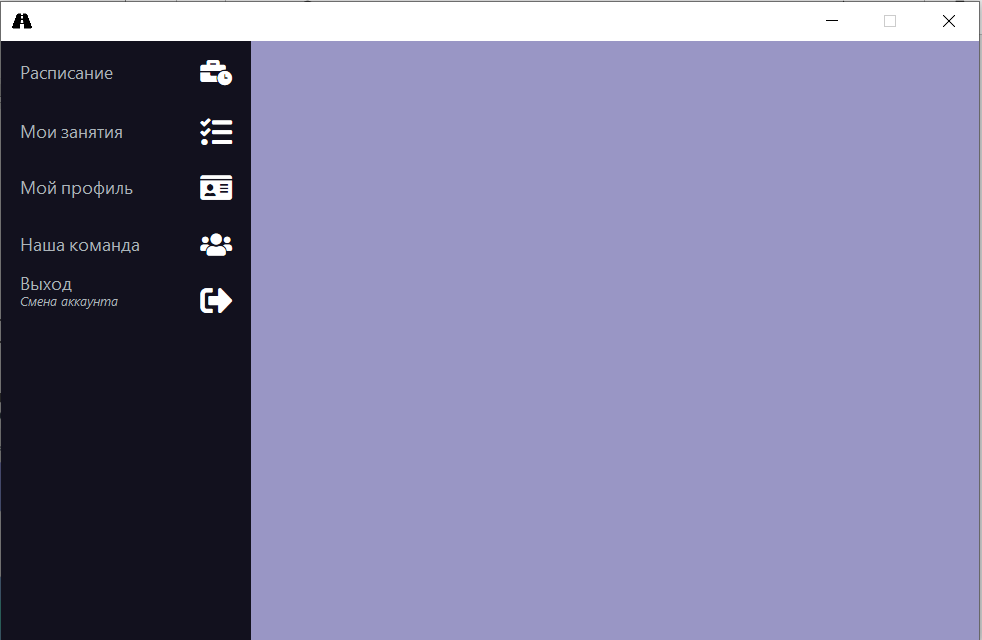 Расписание
Мои занятия
Мой профиль
Наша команда
Выход
Смена аккаунта